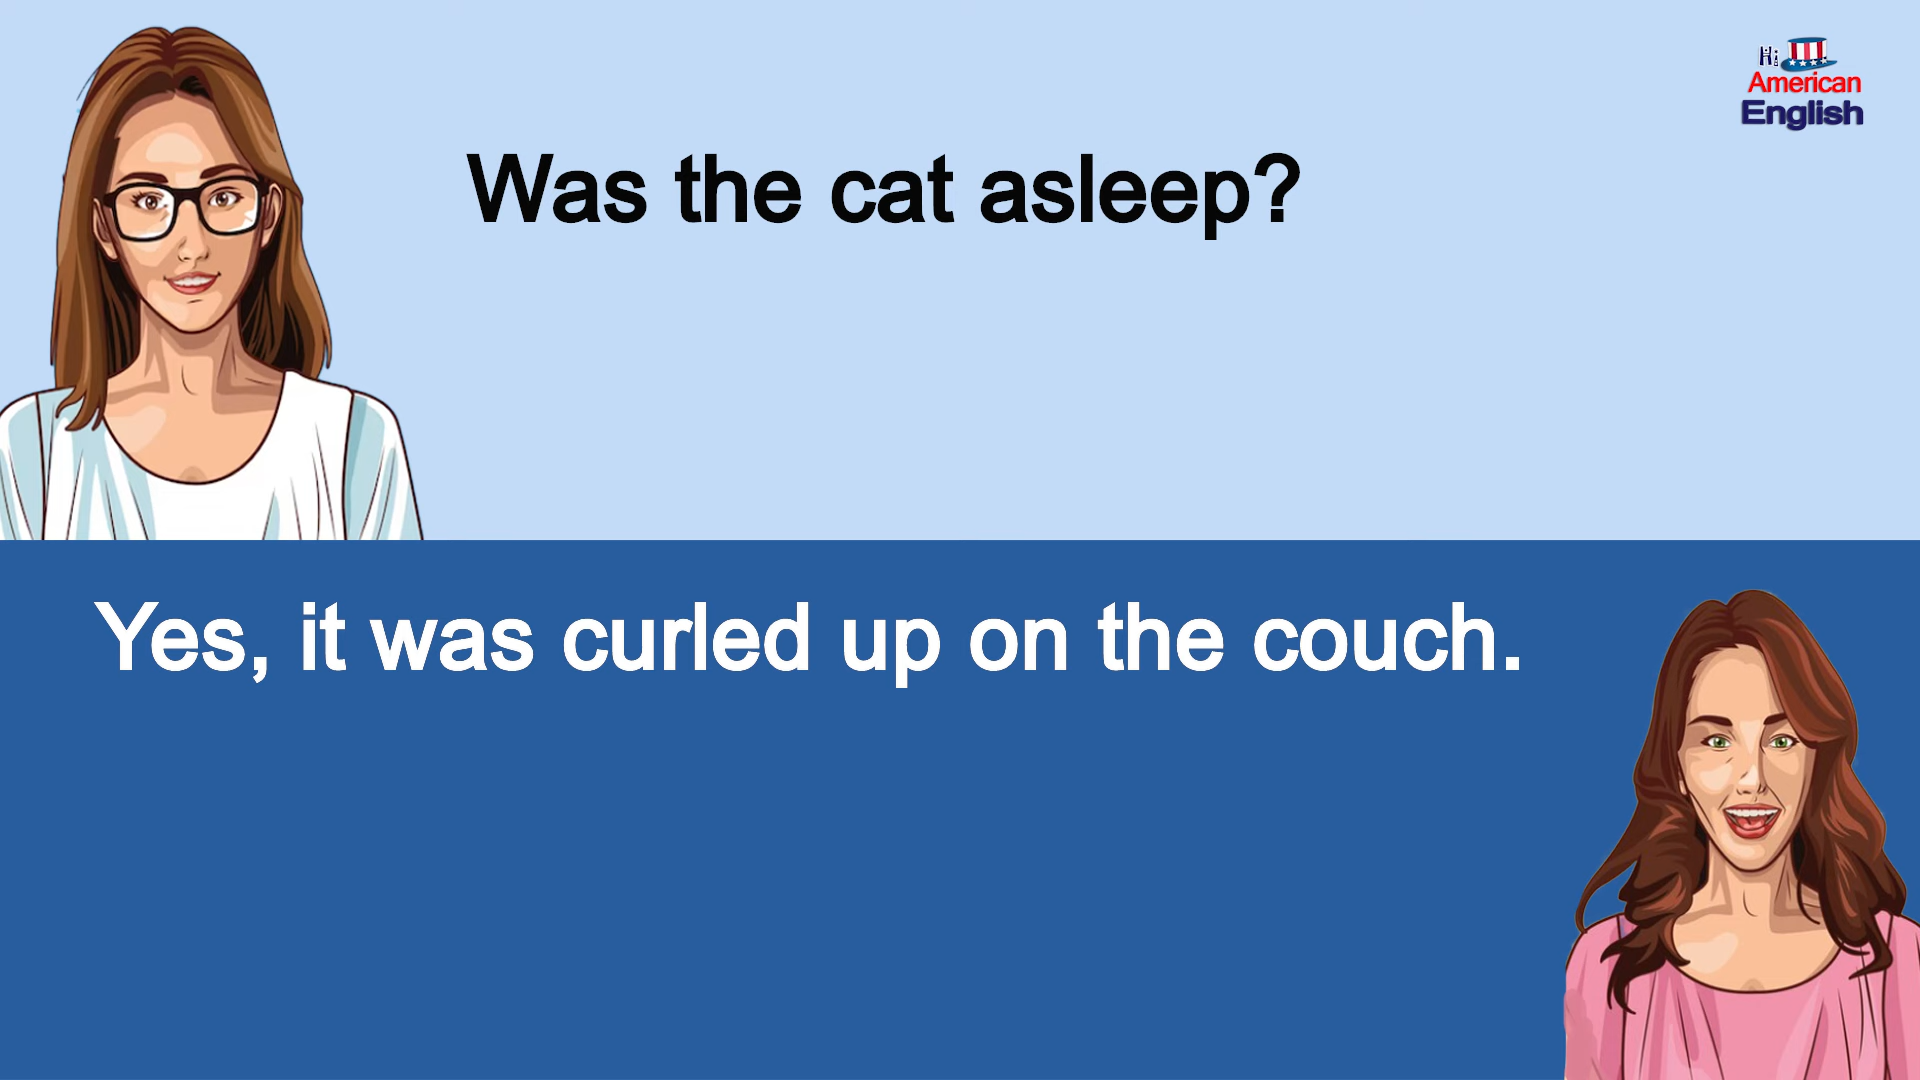 Hi
American
English
Was the cat asleep?
Yes, it was curled up on the couch.